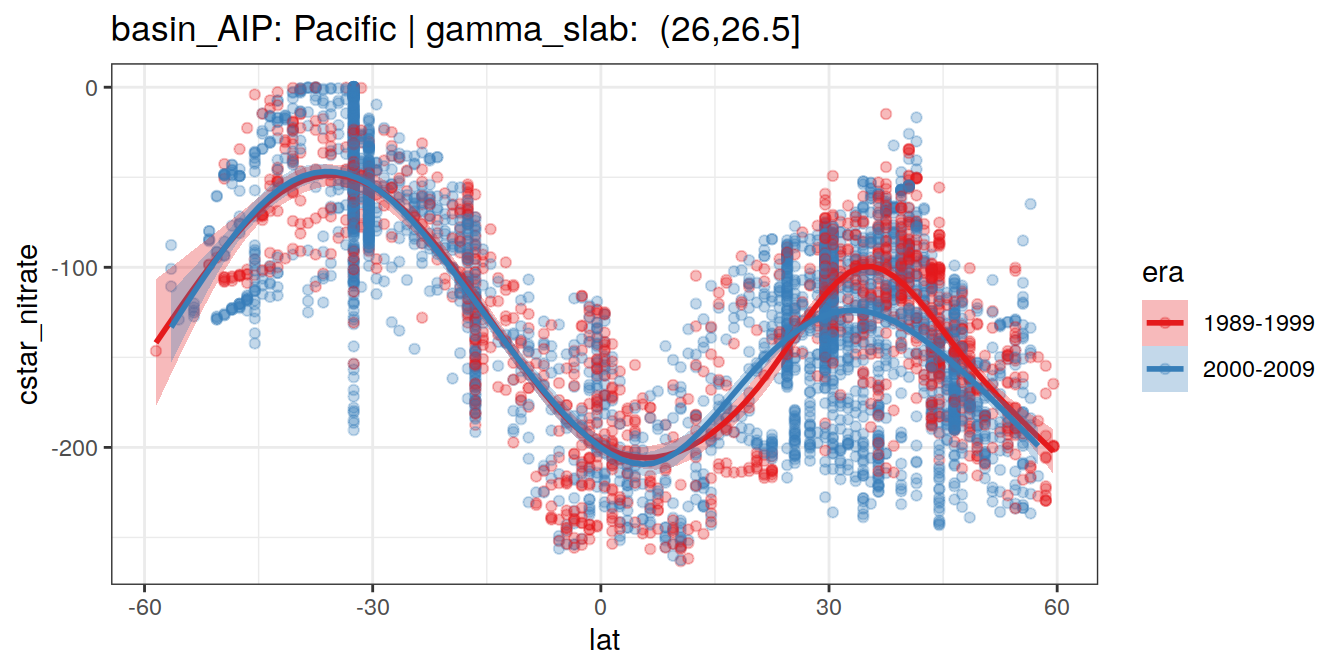 basin_AIP: Pacific | gamma_slab:  (26,26.5]
cstar_nitrate
0
-100
-200
-60
-30
0
30
60
lat
era
1989-1999
2000-2009